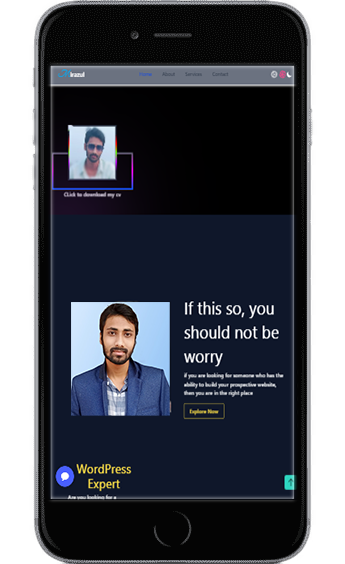 Home About Services Contact
CLick to download my cv
If this so, you
should not be
worry
if you are looking for someone who has the
ability to build your prospective website,
then you are in the right place
Explore Now
WordPress
Expert
Are you looking for a